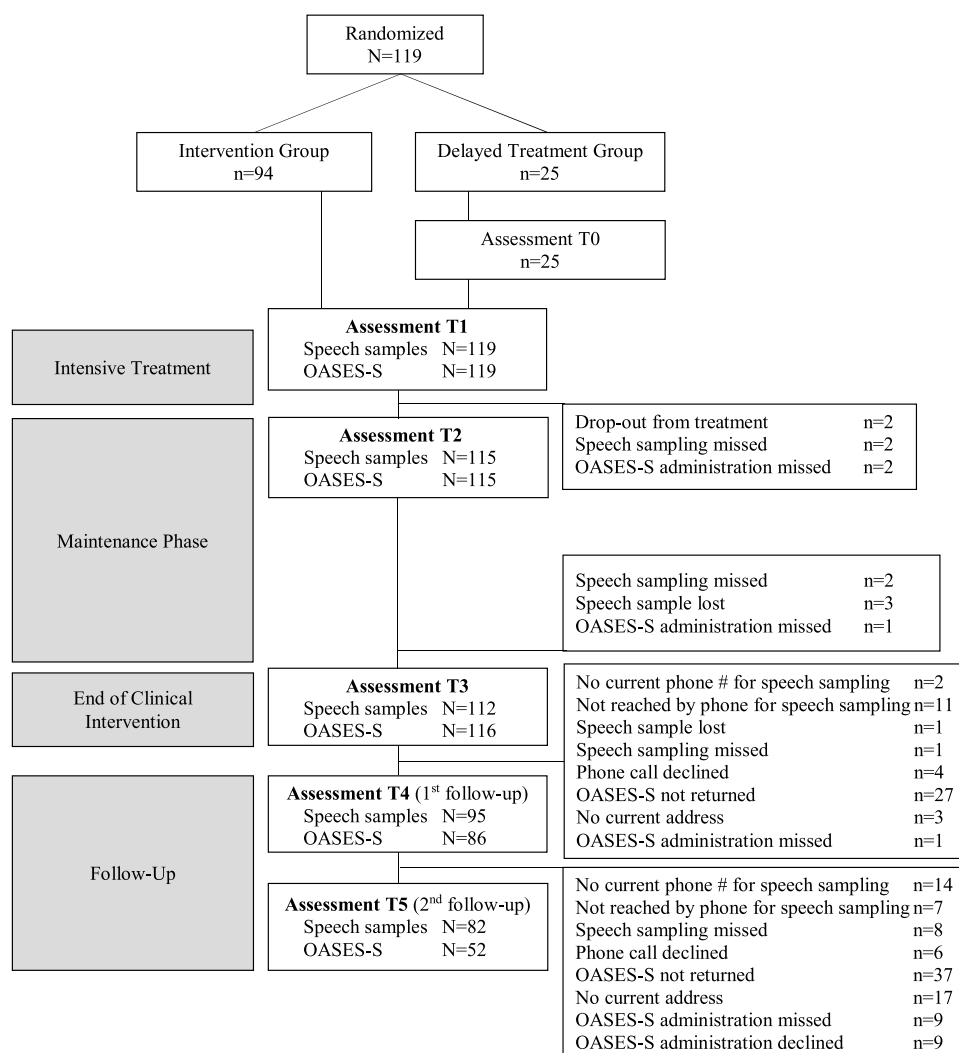 Randomized
N=119
Intervention Group
n=94
Delayed Treatment Group
n=25
Assessment T0
n=25
Intensive Treatment
Assessment T1
Speech samples N=119
OASES-S N=119
Drop-out from treatment n=2
Speech sampling missed n=2
OASES-S administration missed n=2
Maintenance Phase
Assessment T2
Speech samples N=115
OASES-S N=115
Speech sampling missed n=2
Speech sample lost n=3
OASES-S administration missed n=1
End of Clinical
Intervention
Assessment T3
Speech samples N=112
OASES-S N=116
No current phone # for speech sampling n=2
Not reached by phone for speech sampling n=11
Speech sample lost n=1
Speech sampling missed n=1
Phone call declined n=4
OASES-S not returned n=27
No current address n=3
OASES-S administration missed n=1
Follow-Up
Assessment T4 (1st follow-up)
Speech samples N=95
OASES-S N=86
Assessment T5 (2nd follow-up)
Speech samples N=82
OASES-S N=52
No current phone # for speech sampling n=14
Not reached by phone for speech sampling n=7
Speech sampling missed n=8
Phone call declined n=6
OASES-S not returned n=37
No current address n=17
OASES-S administration missed n=9
OASES-S administration declined n=9